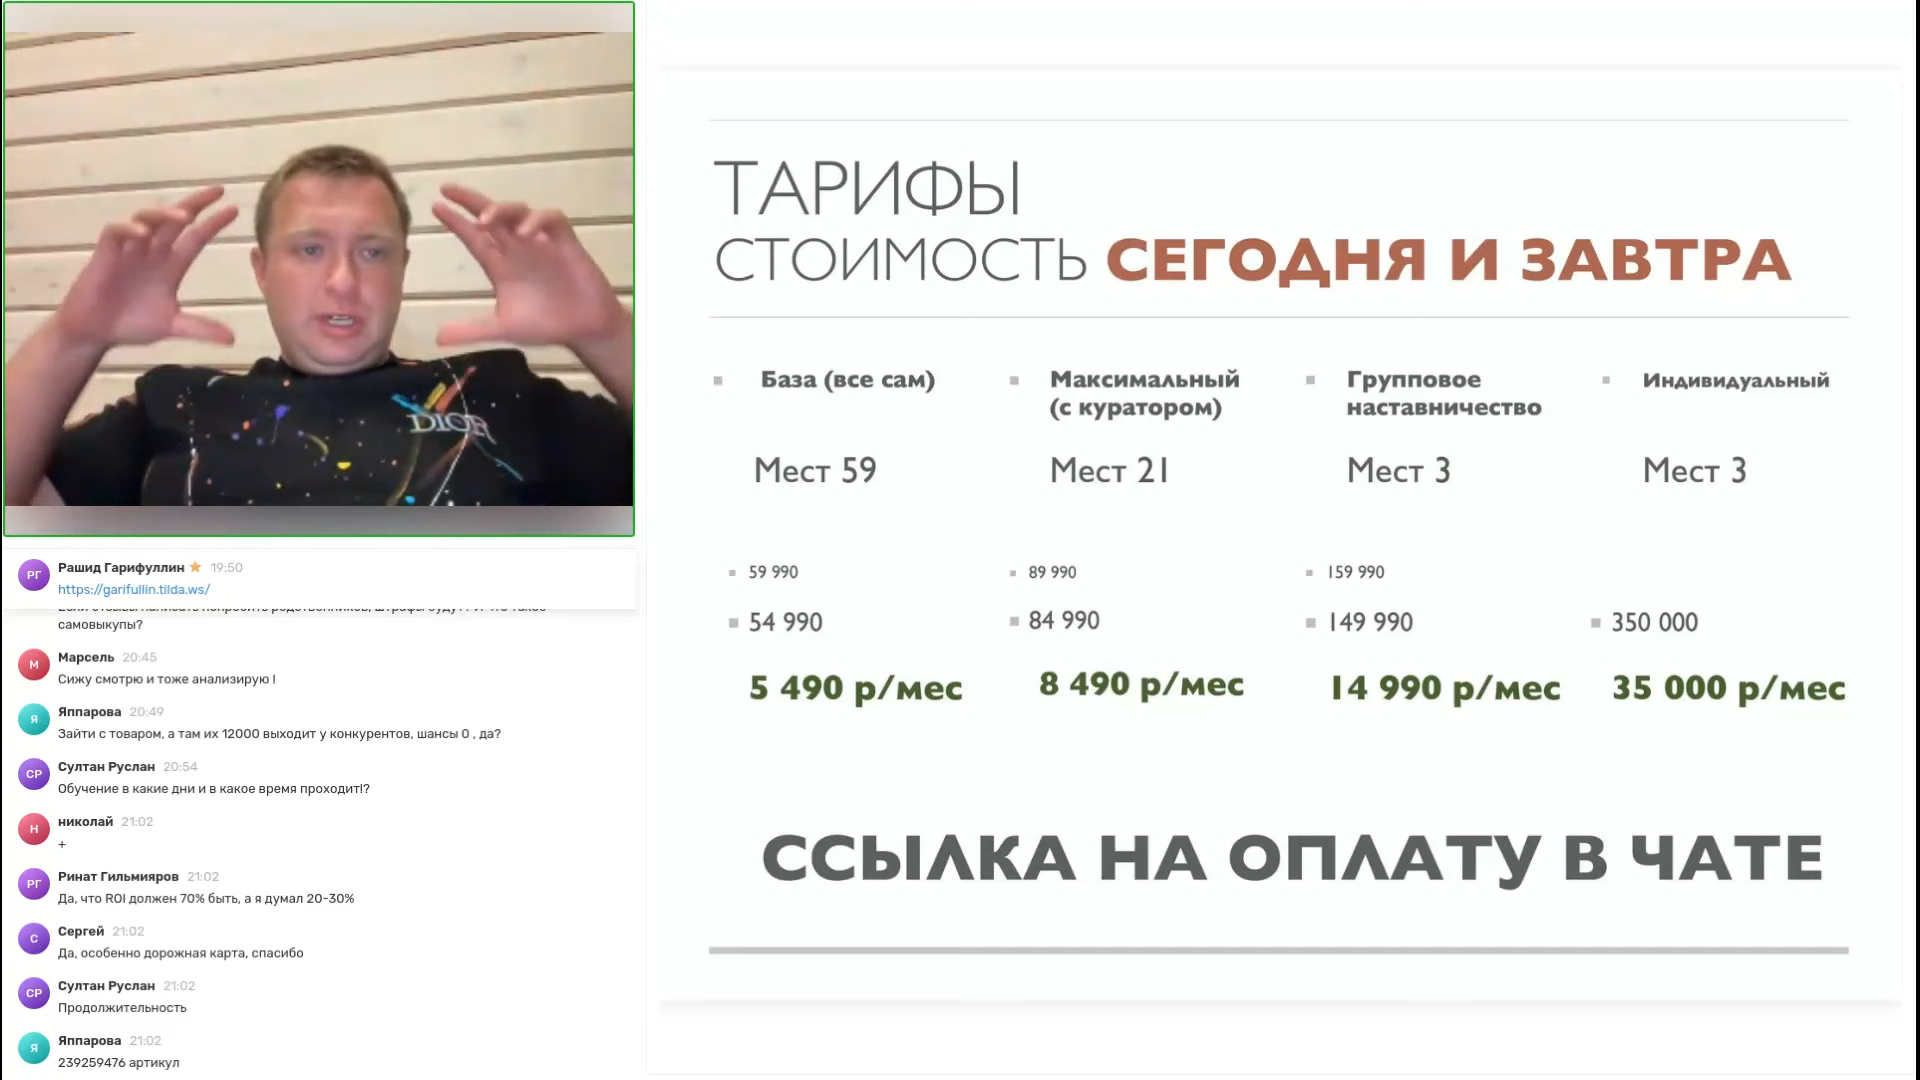 DIOR
РГ
Рашид Гарифуллин 19:50
https://garifullin.tilda.ws/
самовыкупы?
М
Марсель 20:45
Сижу смотрю и тоже анализирую !
Я
Яппарова 20:49
Зайти с товаром, а там их 12000 выходит у конкурентов, шансы 0 , да?
СР
Султан Руслан 20:54
Обучение в какие дни и в какое время проходит!?
Н
николай 21:02
+
РГ
Ринат Гильмияров 21:02
Да, что ROI должен 70% быть, а я думал 20-30%
С
Сергей 21:02
Да, особенно дорожная карта, спасибо
СР
Султан Руслан 21:02
Продолжительность
Я
Яппарова 21:02
239259476 артикул
ТАРИФЫ
СТОИМОСТЬ СЕГОДНЯ И ЗАВТРА
База (все сам)
Мест 59
59 990
54 990
5 490 р/мес
Максимальный
(с куратором)
Мест 21
89 990
84 990
8 490 р/мес
Групповое
наставничество
Мест 3
159 990
149 990
14 990 р/мес
Индивидуальный
Мест 3
350 000
35 000 р/мес
ССЫЛКА НА ОПЛАТУ В ЧАТЕ